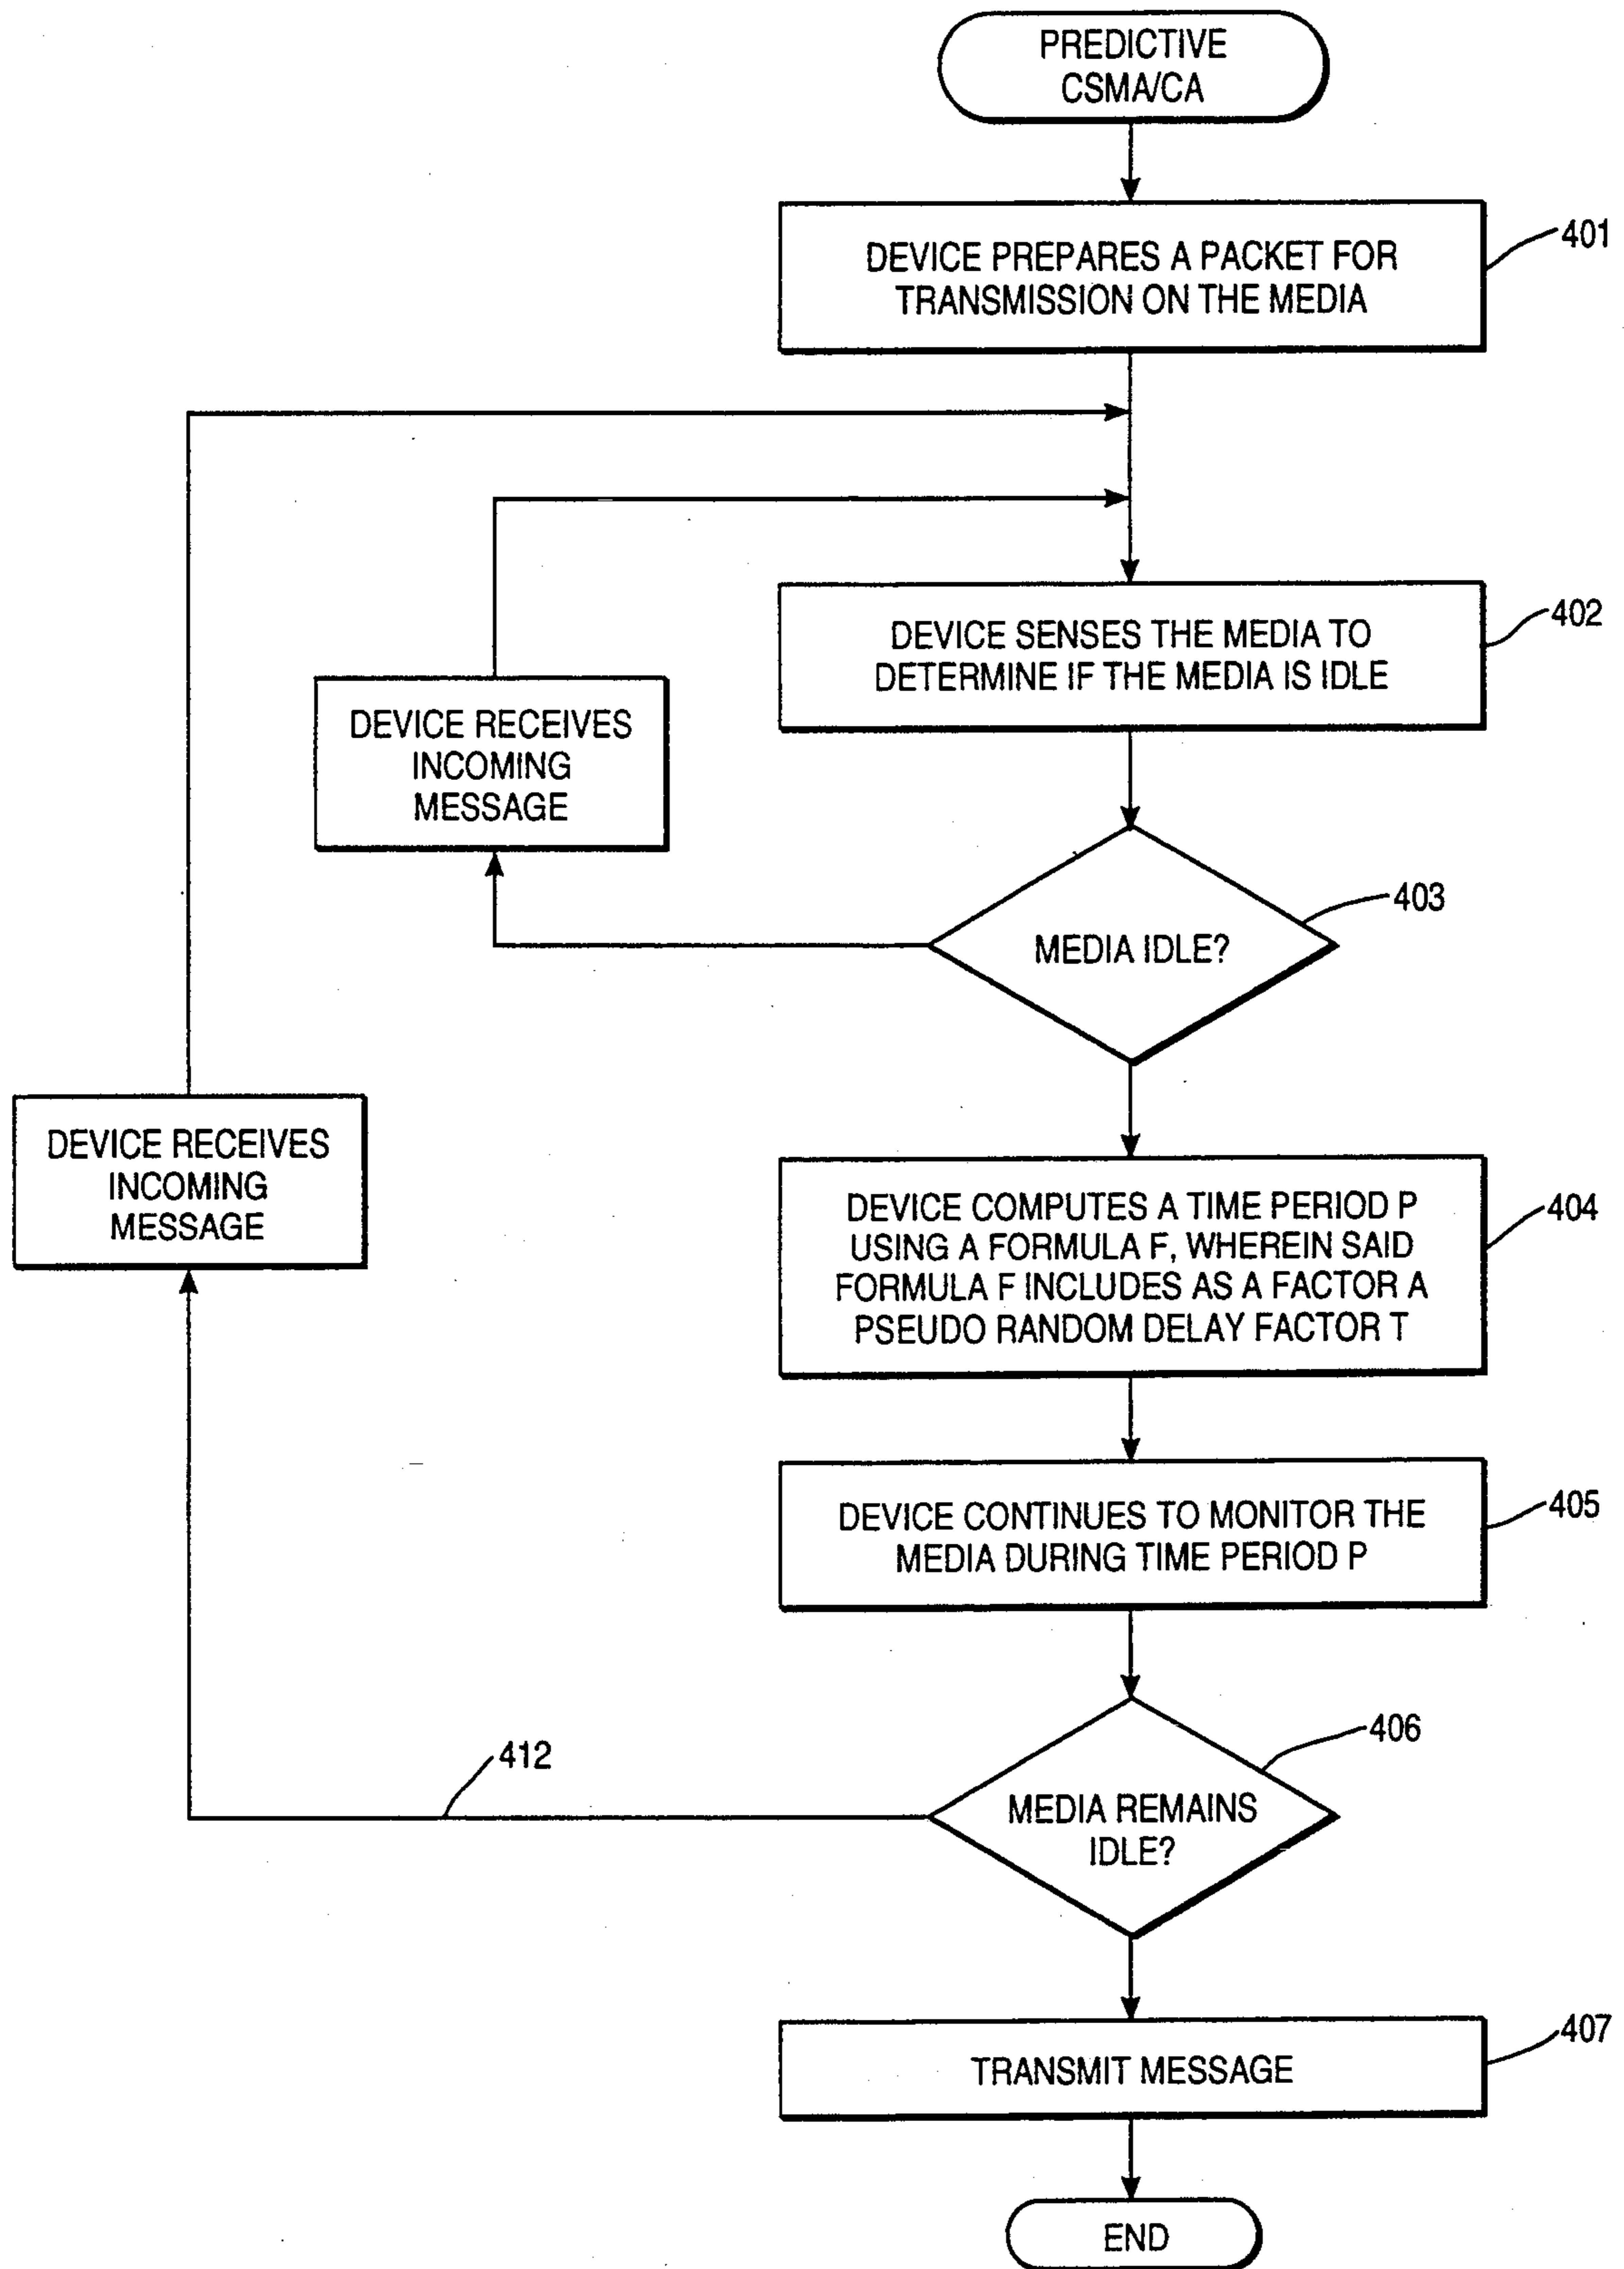 PREDICTIVE
CSMA/CA
DEVICE PREPARES A PACKET FOR
TRANSMISSION ON THE MEDIA
401
DEVICE SENSES THE MEDIA TO
DETERMINE IF THE MEDIA IS IDLE
402
DEVICE RECEIVES
INCOMING
MESSAGE
MEDIA IDLE?
403
DEVICE RECEIVES
INCOMING
MESSAGE
DEVICE COMPUTES A TIME PERIOD P
USING A FORMULA F, WHEREIN SAID
FORMULA F INCLUDES AS A FACTOR A
PSEUDO RANDOM DELAY FACTOR T
404
DEVICE CONTINUES TO MONITOR THE
MEDIA DURING TIME PERIOD P
405
412
MEDIA REMAINS
IDLE?
406
TRANSMIT MESSAGE
407
END